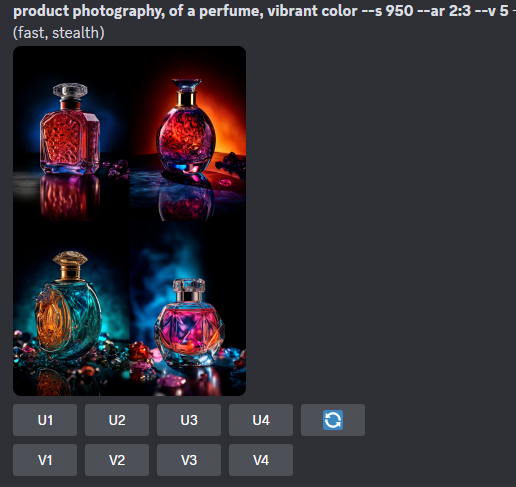 product photography, of a perfume, vibrant color --s 950 --ar 2:3 --v 5 -
(fast, stealth)
U1 U2 U3 U4
V1 V2 V3 V4